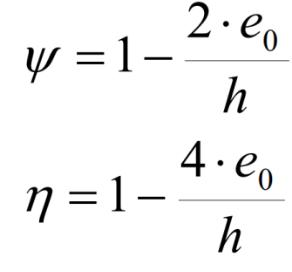 ψ = 1 − 2 · e₀ / h
η = 1 − 4 · e₀ / h